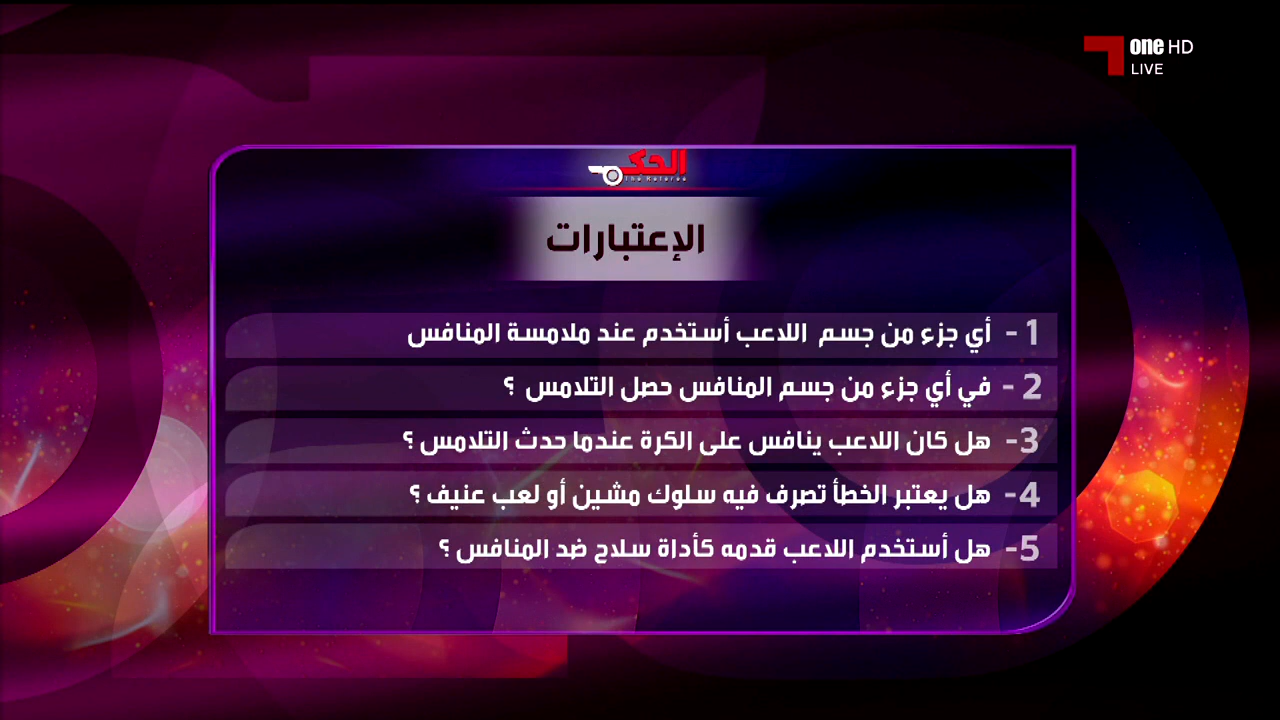 one HD
LIVE
الحكم
The Referee
الإعتبارات
1- أي جزء من جسم اللاعب أستخدم عند ملامسة المنافس
2- في أي جزء من جسم المنافس حصل التلامس ؟
3- هل كان اللاعب ينافس على الكرة عندما حدث التلامس ؟
4- هل يعتبر الخطأ تصرف فيه سلوك مشين أو لعب عنيف ؟
5- هل أستخدم اللاعب قدمه كأداة سلاح ضد المنافس ؟